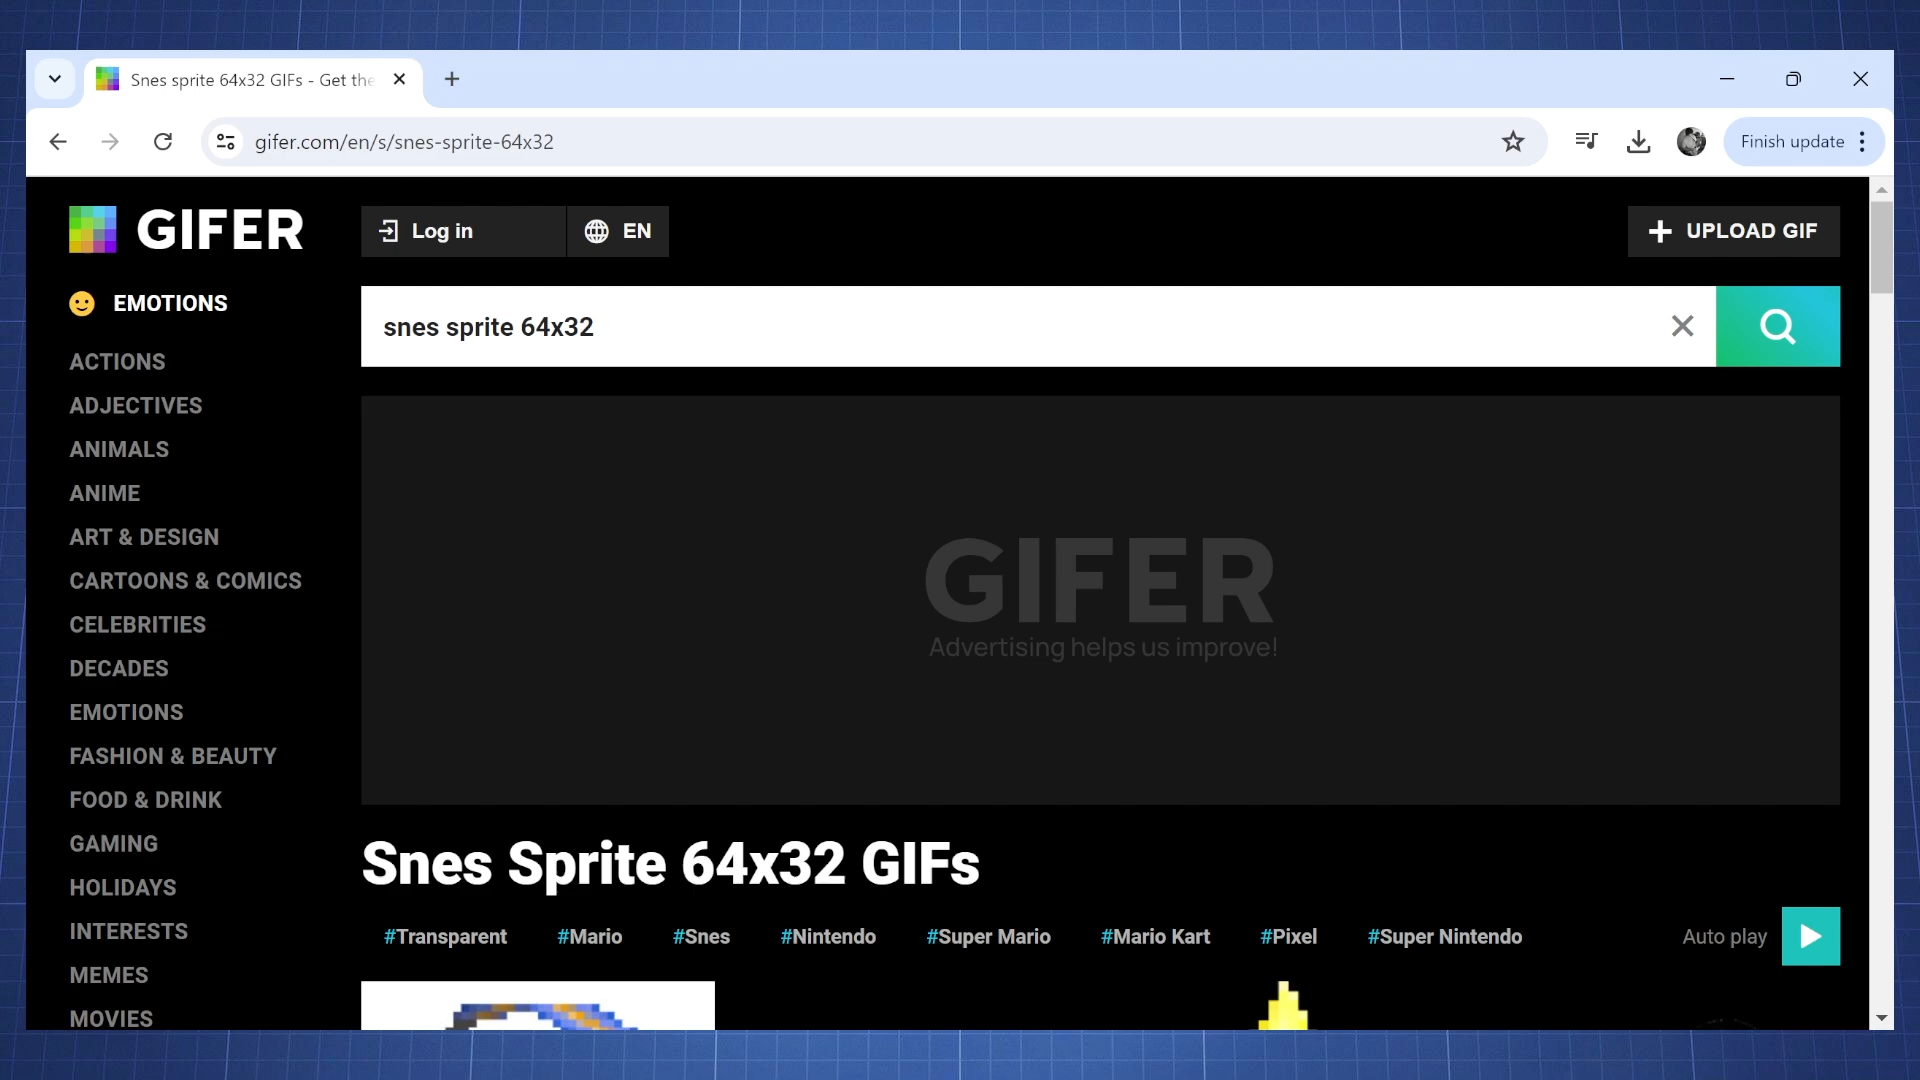 Snes sprite 64x32 GIFs - Get the
gifer.com/en/s/snes-sprite-64x32
Finish update
GIFER
Log in
EN
UPLOAD GIF
EMOTIONS
snes sprite 64x32
ACTIONS
ADJECTIVES
ANIMALS
ANIME
ART & DESIGN
CARTOONS & COMICS
CELEBRITIES
DECADES
EMOTIONS
FASHION & BEAUTY
FOOD & DRINK
GAMING
HOLIDAYS
INTERESTS
MEMES
MOVIES
GIFER
Advertising helps us improve!
Snes Sprite 64x32 GIFs
#Transparent #Mario #Snes #Nintendo #Super Mario #Mario Kart #Pixel #Super Nintendo
Auto play